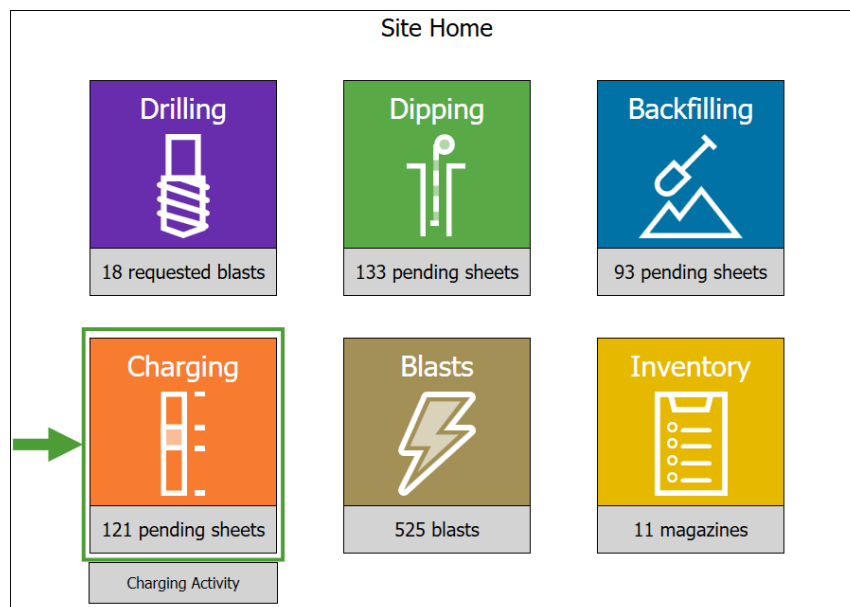 Site Home
Drilling
18 requested blasts
Dipping
133 pending sheets
Backfilling
93 pending sheets
Charging
121 pending sheets
Charging Activity
Blasts
525 blasts
Inventory
11 magazines